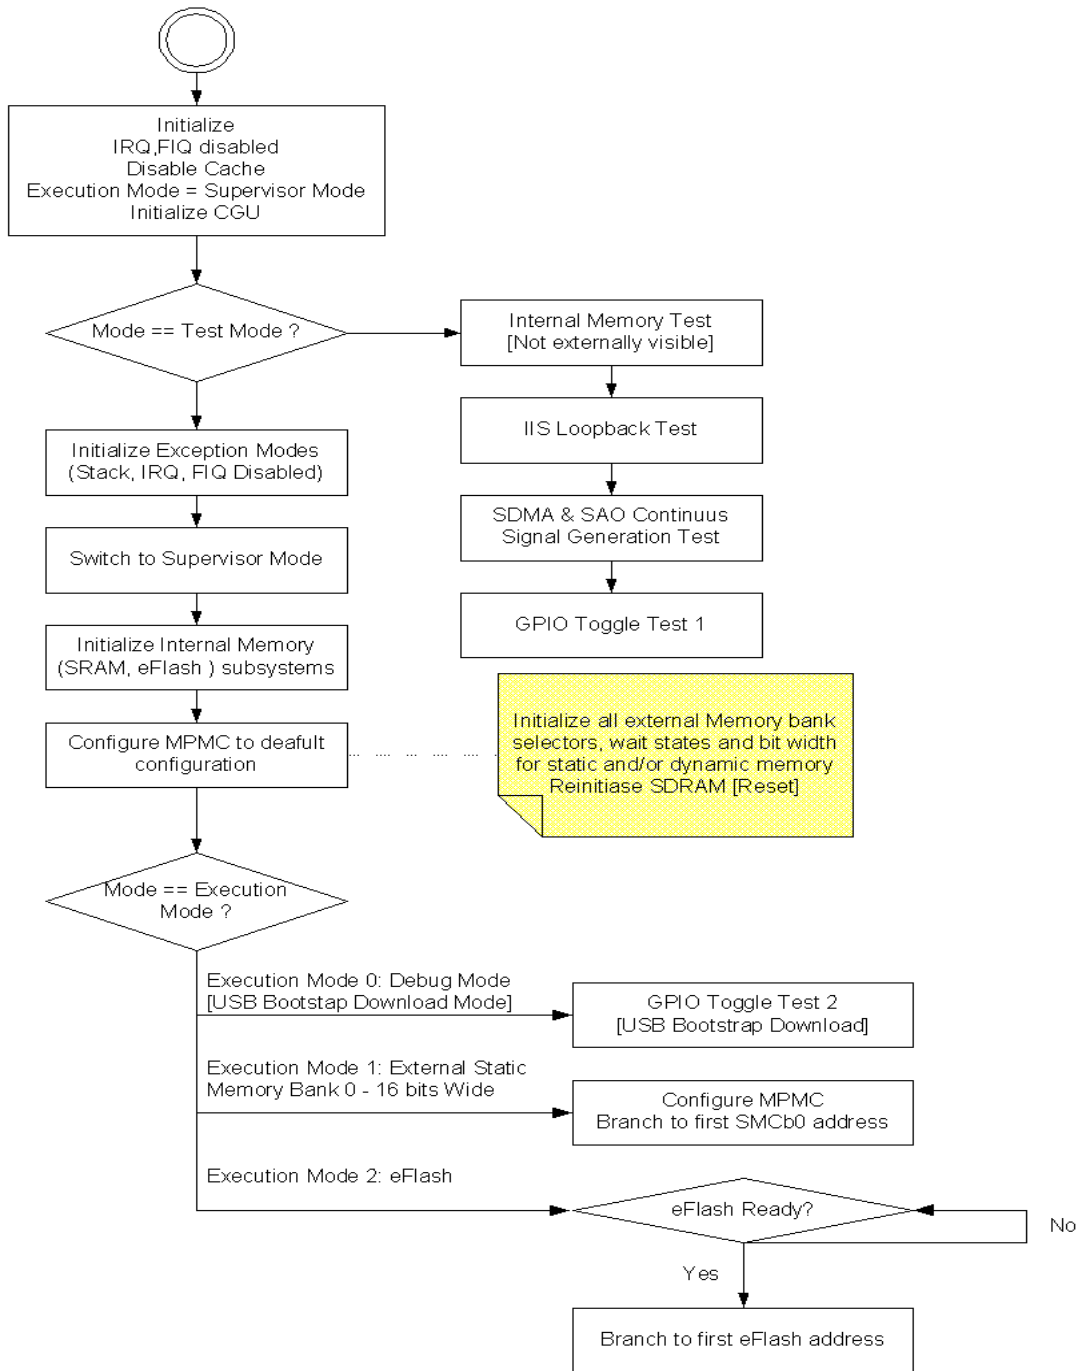 Initialize
IRQ,FIQ disabled
Disable Cache
Execution Mode = Supervisor Mode
Initialize CGU
Mode == Test Mode ?
Internal Memory Test
[Not externally visible]
IIS Loopback Test
SDMA & SAO Continuus
Signal Generation Test
GPIO Toggle Test 1
Initialize Exception Modes
(Stack, IRQ, FIQ Disabled)
Switch to Supervisor Mode
Initialize Internal Memory
(SRAM, eFlash ) subsystems
Configure MPMC to deafult
configuration
Initialize all external Memory bank
selectors, wait states and bit width
for static and/or dynamic memory
Reinitiase SDRAM [Reset]
Mode == Execution
Mode ?
Execution Mode 0: Debug Mode
[USB Bootstap Download Mode]
GPIO Toggle Test 2
[USB Bootstrap Download]
Execution Mode 1: External Static
Memory Bank 0 - 16 bits Wide
Configure MPMC
Branch to first SMCb0 address
Execution Mode 2: eFlash
eFlash Ready?
No
Yes
Branch to first eFlash address